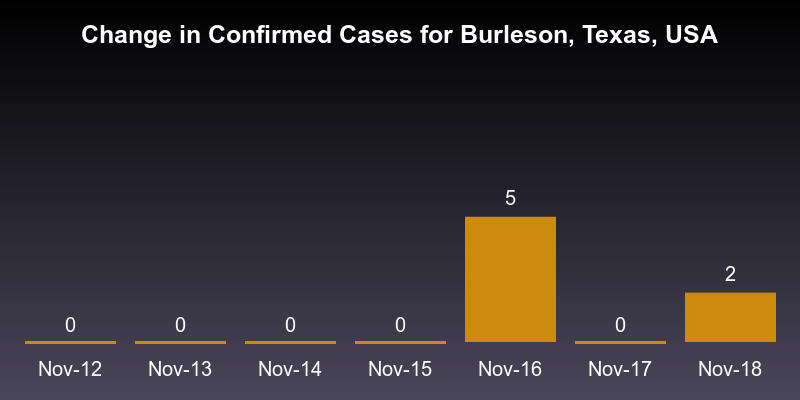 Change in Confirmed Cases for Burleson, Texas, USA
5
2
0 0 0 0 0
Nov-12 Nov-13 Nov-14 Nov-15 Nov-16 Nov-17 Nov-18